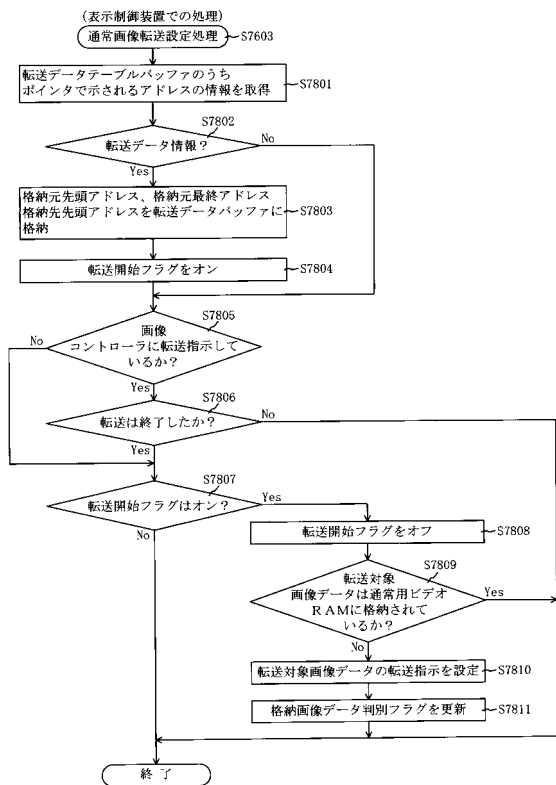 (表示制御装置での処理)
通常画像転送設定処理
S7603
転送データテーブルバッファのうち
ポインタで示されるアドレスの情報を取得
S7801
S7802
転送データ情報?
No
Yes
格納元先頭アドレス、格納元最終アドレス
格納先先頭アドレスを転送データバッファに
格納
S7803
転送開始フラグをオン
S7804
S7805
画像
コントローラに転送指示して
いるか?
No
Yes
S7806
転送は終了したか?
No
Yes
S7807
転送開始フラグはオン?
Yes
No
転送開始フラグをオフ
S7808
S7809
転送対象
画像データは通常用ビデオ
RAMに格納されて
いるか?
Yes
No
転送対象画像データの転送指示を設定
S7810
格納画像データ判別フラグを更新
S7811
終了